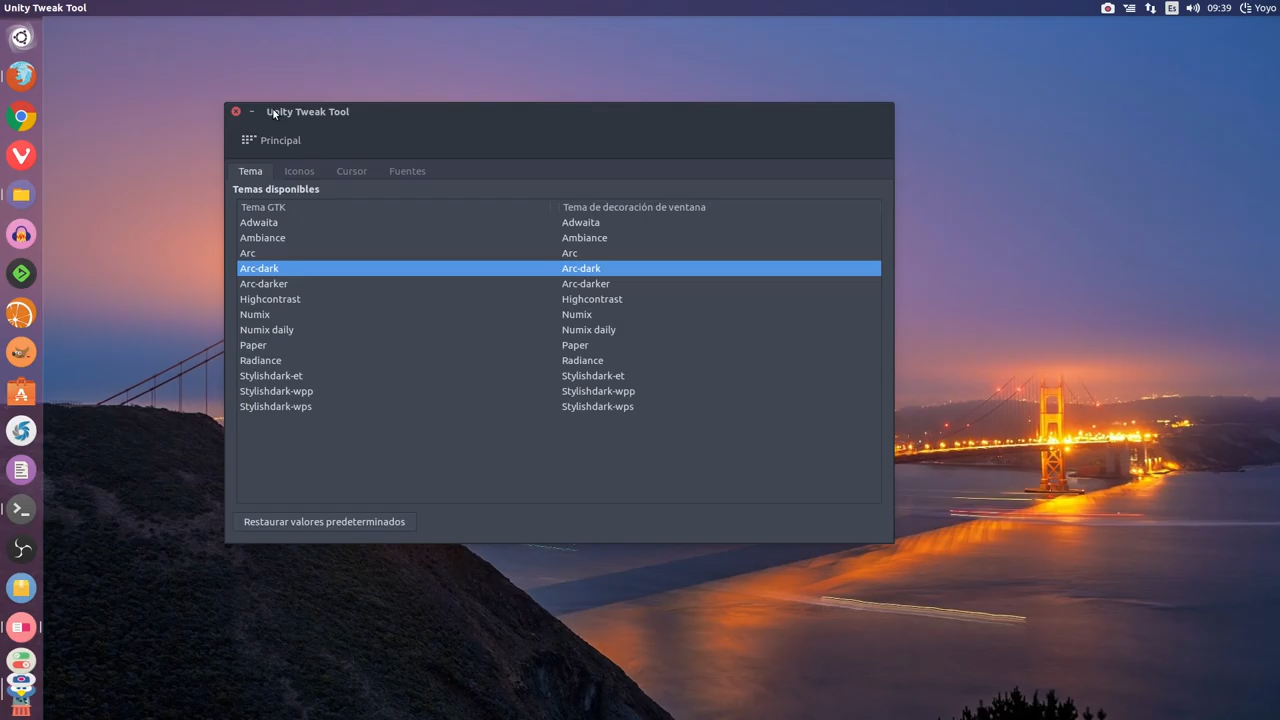 Unity Tweak Tool
Es
09:39
Yoyo
Unity Tweak Tool
Principal
Tema Iconos Cursor Fuentes
Temas disponibles
Tema GTK Tema de decoración de ventana
Adwaita Adwaita
Ambiance Ambiance
Arc Arc
Arc-dark Arc-dark
Arc-darker Arc-darker
Highcontrast Highcontrast
Numix Numix
Numix daily Numix daily
Paper Paper
Radiance Radiance
Stylishdark-et Stylishdark-et
Stylishdark-wpp Stylishdark-wpp
Stylishdark-wps Stylishdark-wps
Restaurar valores predeterminados